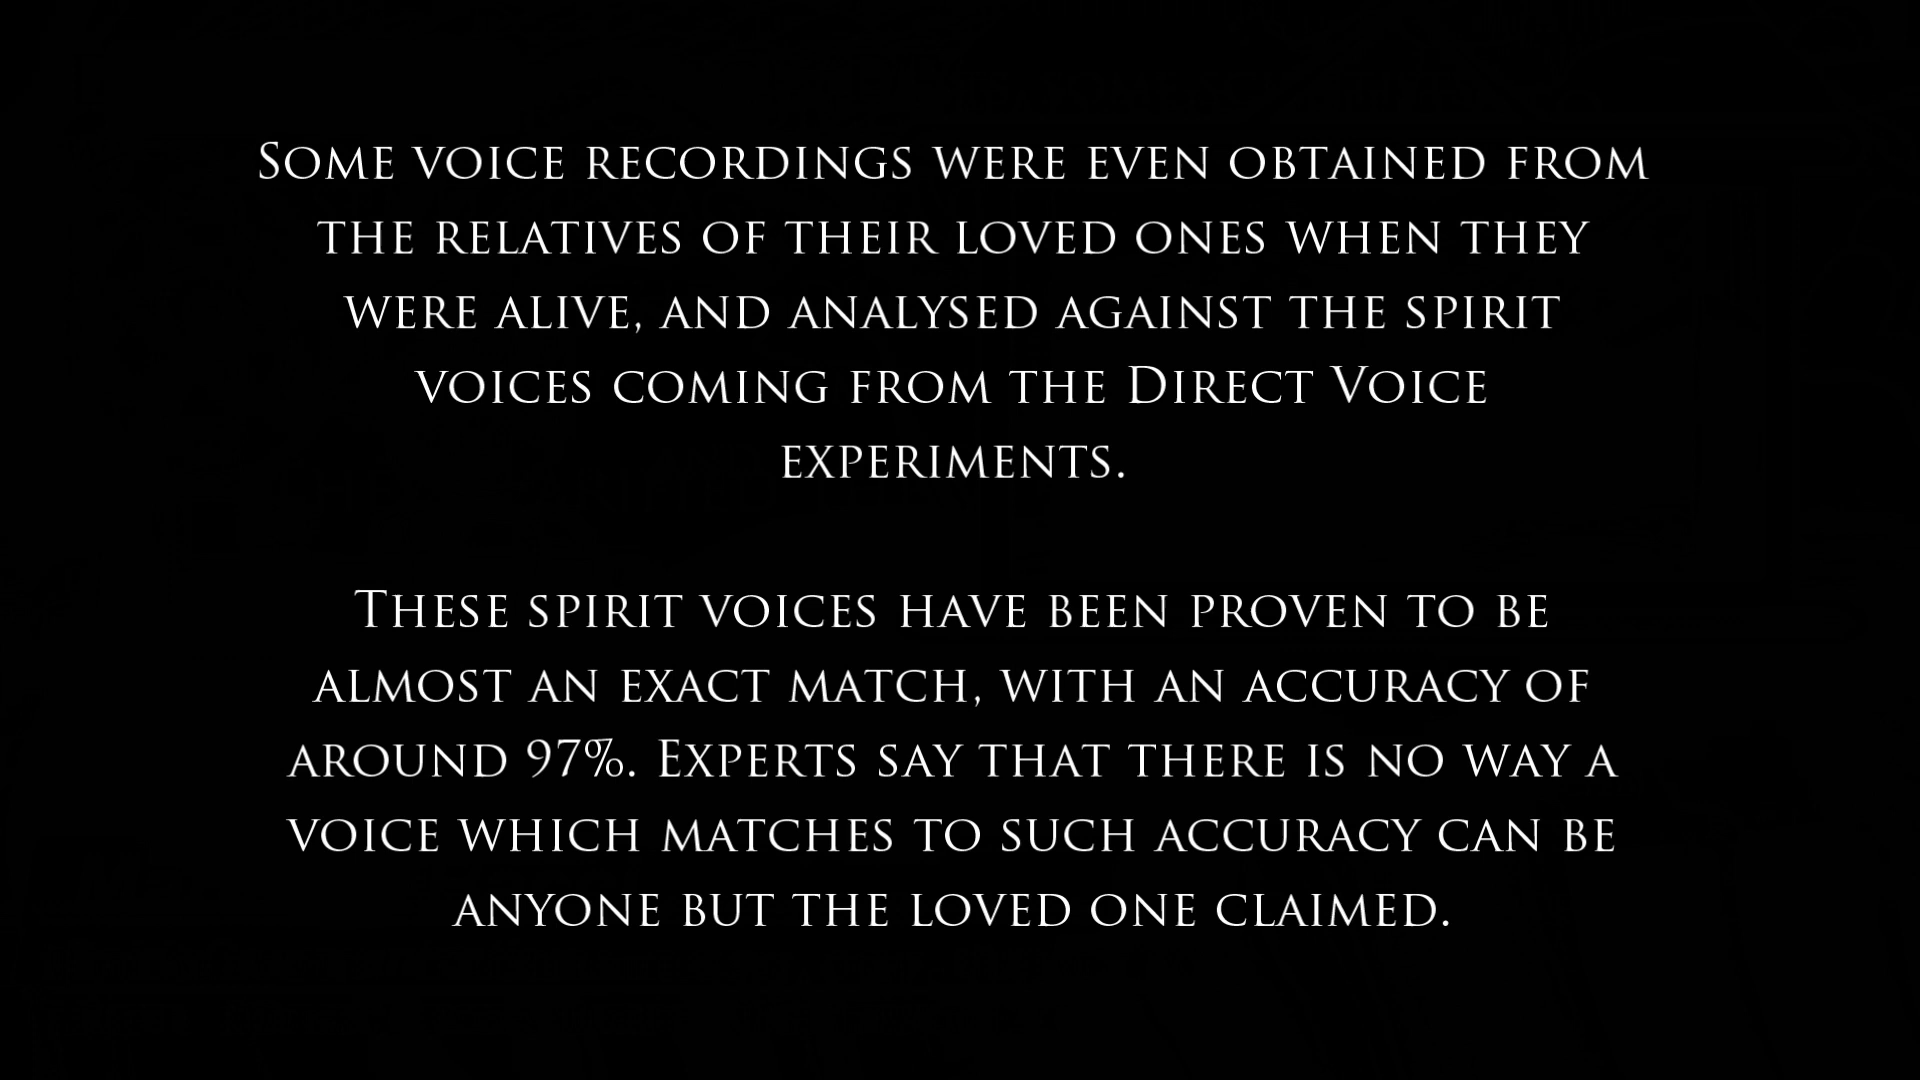 Some voice recordings were even obtained from
the relatives of their loved ones when they
were alive, and analysed against the spirit
voices coming from the Direct Voice
experiments.
These spirit voices have been proven to be
almost an exact match, with an accuracy of
around 97%. Experts say that there is no way a
voice which matches to such accuracy can be
anyone but the loved one claimed.